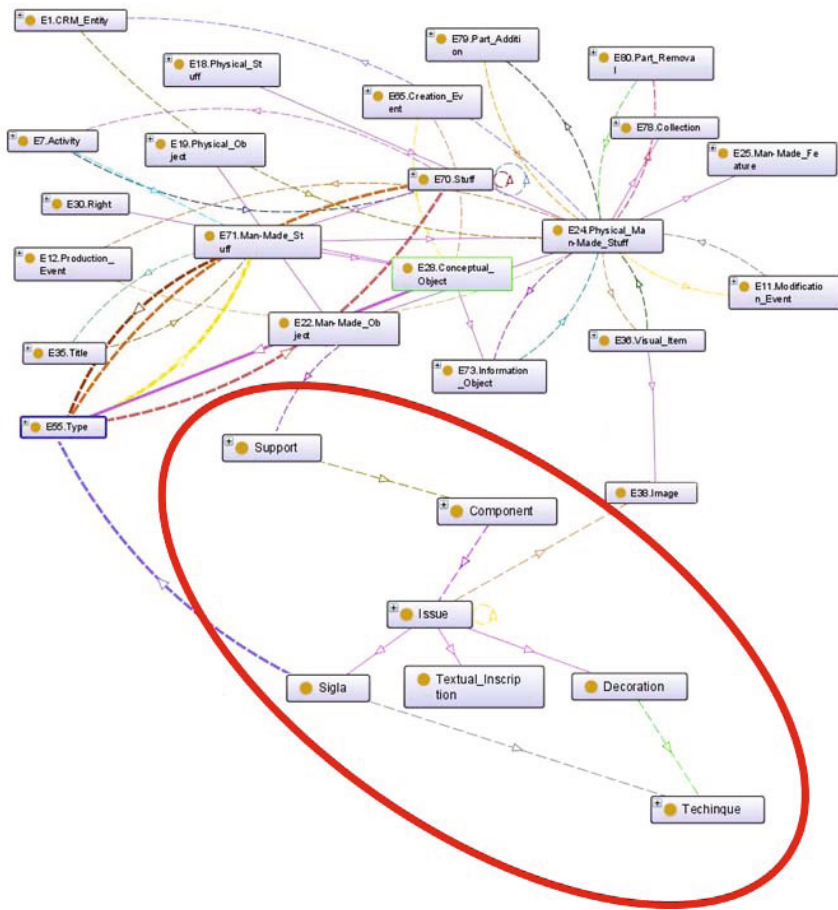 E1.CRM_Entity
E79.Part_Additi
on
E80.Part_Remova
l
E18.Physical_St
uff
E65.Creation_Ev
ent
E78.Collection
E7.Activity
E19.Physical_Ob
ject
E25.Man-Made_Fe
ature
E70.Stuff
E30.Right
E71.Man-Made_St
uff
E24.Physical_Ma
n-Made_Stuff
E12.Production_
Event
E28.Conceptual_
Object
E11.Modificatio
n_Event
E22.Man-Made_Ob
ject
E35.Title
E36.Visual_Item
E73.Information
_Object
E55.Type
Support
E38.Image
Component
Issue
Sigla
Textual_Inscrip
tion
Decoration
Techinque